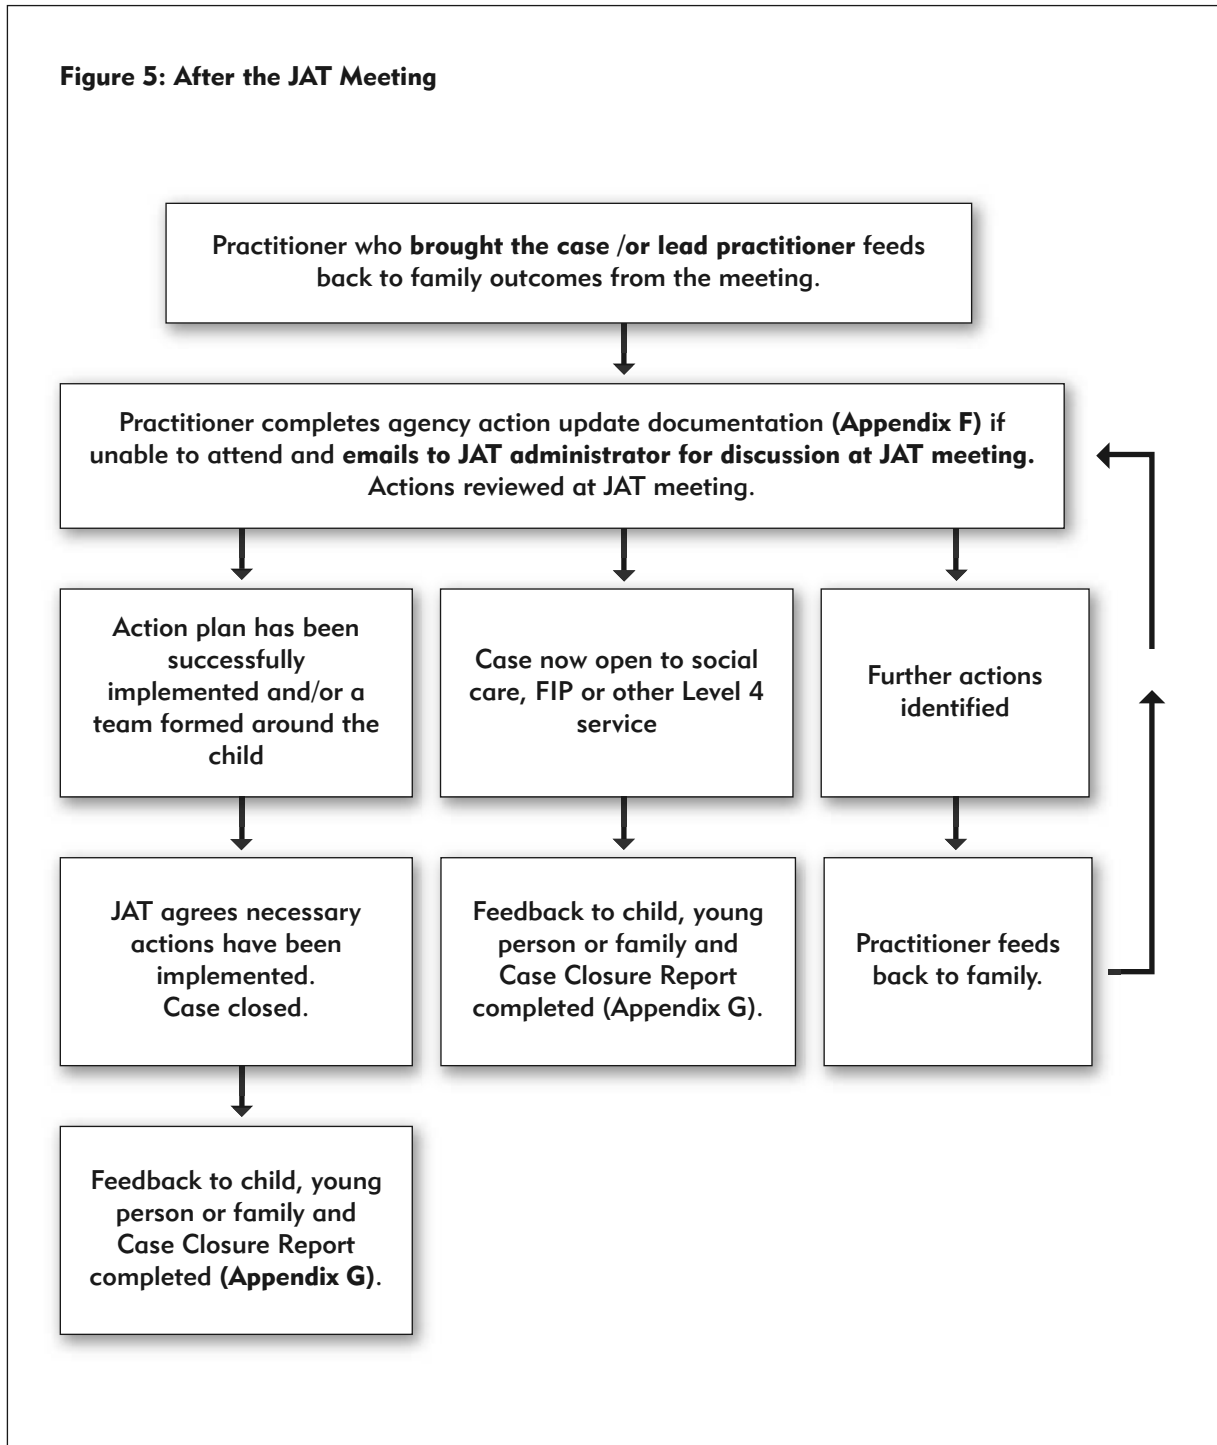 Figure 5: After the JAT Meeting
Practitioner who brought the case /or lead practitioner feeds
back to family outcomes from the meeting.
Practitioner completes agency action update documentation (Appendix F) if
unable to attend and emails to JAT administrator for discussion at JAT meeting.
Actions reviewed at JAT meeting.
Action plan has been
successfully
implemented and/or a
team formed around the
child
Case now open to social
care, FIP or other Level 4
service
Further actions
identified
JAT agrees necessary
actions have been
implemented.
Case closed.
Feedback to child, young
person or family and
Case Closure Report
completed (Appendix G).
Practitioner feeds
back to family.
Feedback to child, young
person or family and
Case Closure Report
completed (Appendix G).